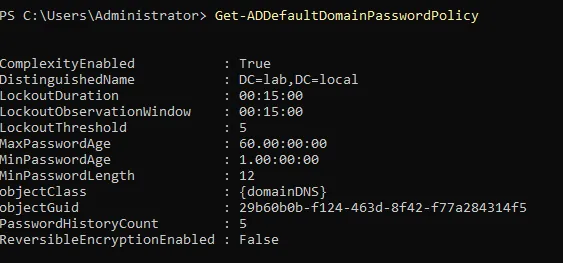 PS C:\Users\Administrator> Get-ADDefaultDomainPasswordPolicy
ComplexityEnabled : True
DistinguishedName : DC=lab,DC=local
LockoutDuration : 00:15:00
LockoutObservationWindow : 00:15:00
LockoutThreshold : 5
MaxPasswordAge : 60.00:00:00
MinPasswordAge : 1.00:00:00
MinPasswordLength : 12
objectClass : {domainDNS}
objectGuid : 29b60b0b-f124-463d-8f42-f77a284314f5
PasswordHistoryCount : 5
ReversibleEncryptionEnabled : False